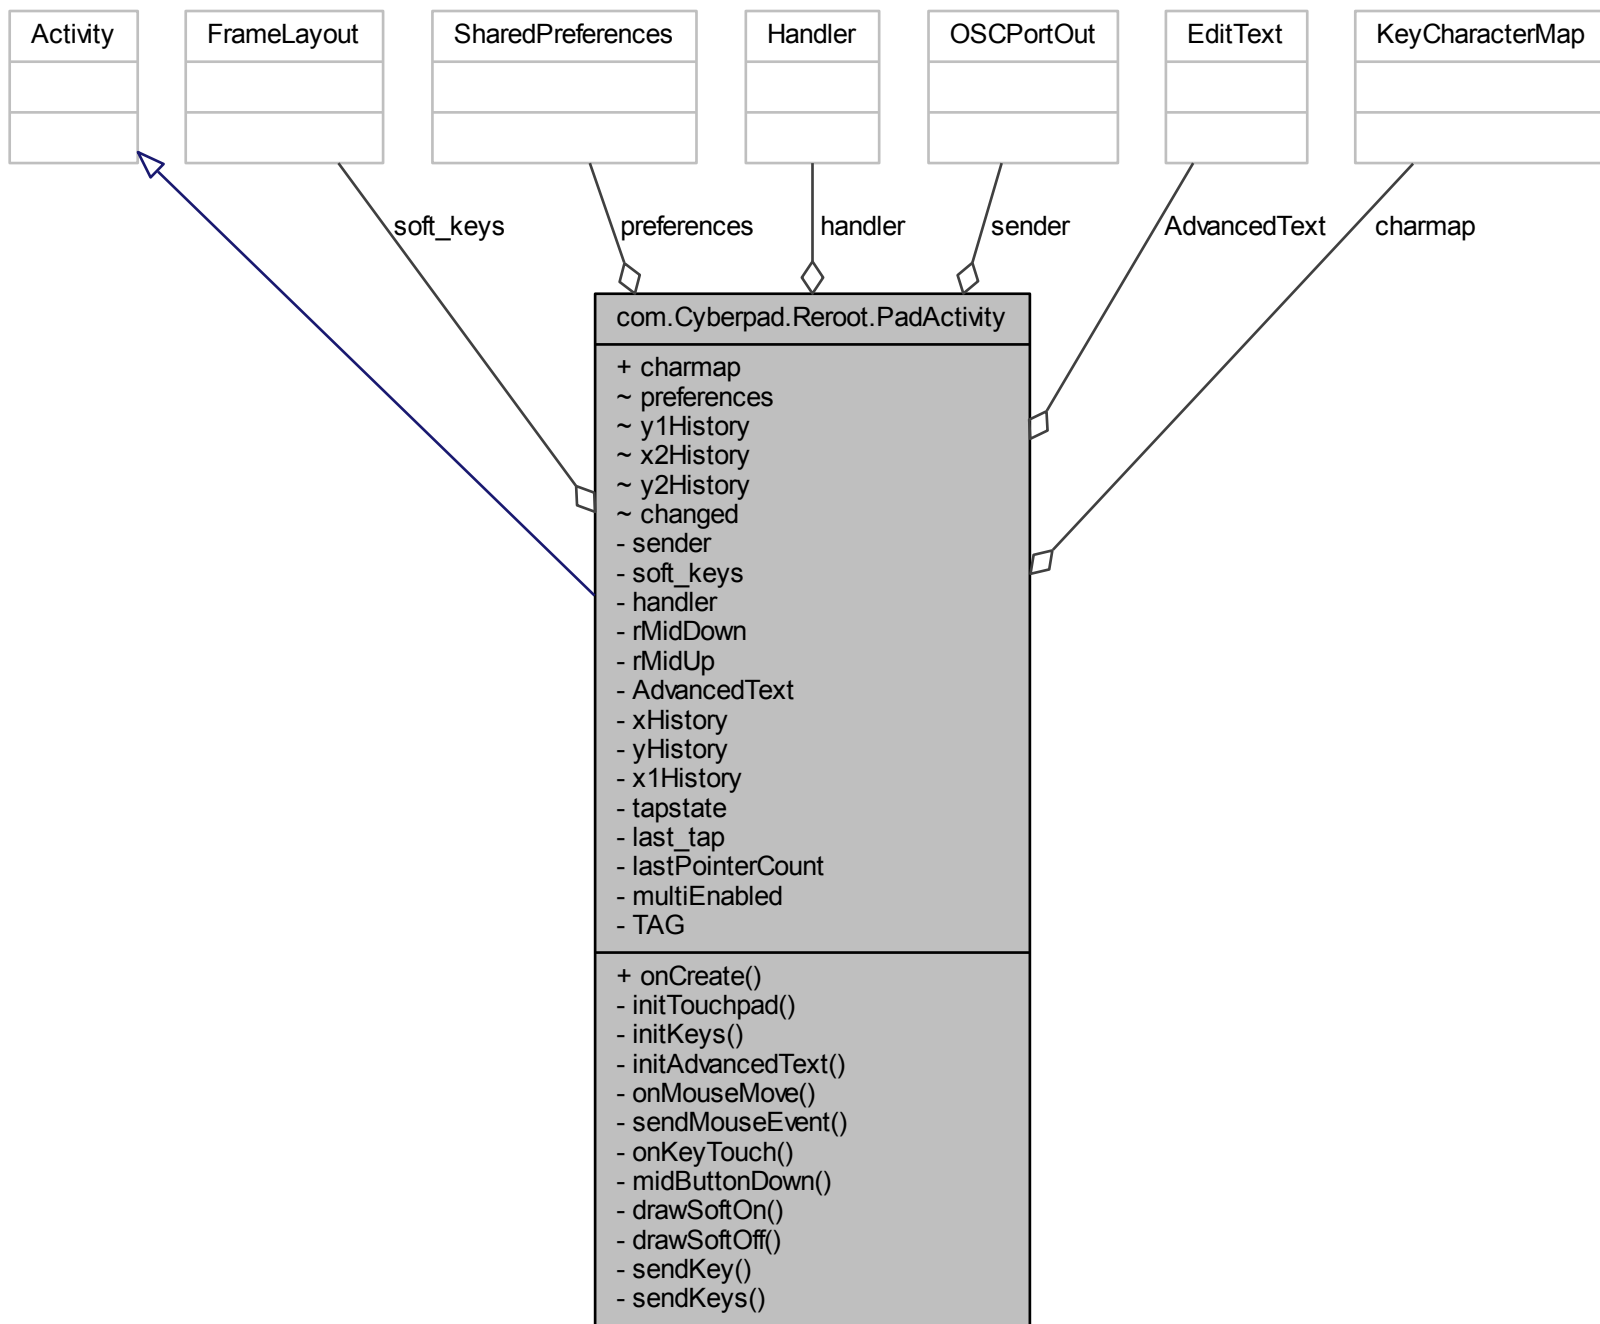 Activity
FrameLayout
SharedPreferences
Handler
OSCPortOut
EditText
KeyCharacterMap
soft_keys
preferences
handler
sender
AdvancedText
charmap
com.Cyberpad.Reroot.PadActivity
+ charmap
~ preferences
~ y1History
~ x2History
~ y2History
~ changed
- sender
- soft_keys
- handler
- rMidDown
- rMidUp
- AdvancedText
- xHistory
- yHistory
- x1History
- tapstate
- last_tap
- lastPointerCount
- multiEnabled
- TAG
+ onCreate()
- initTouchpad()
- initKeys()
- initAdvancedText()
- onMouseMove()
- sendMouseEvent()
- onKeyTouch()
- midButtonDown()
- drawSoftOn()
- drawSoftOff()
- sendKey()
- sendKeys()